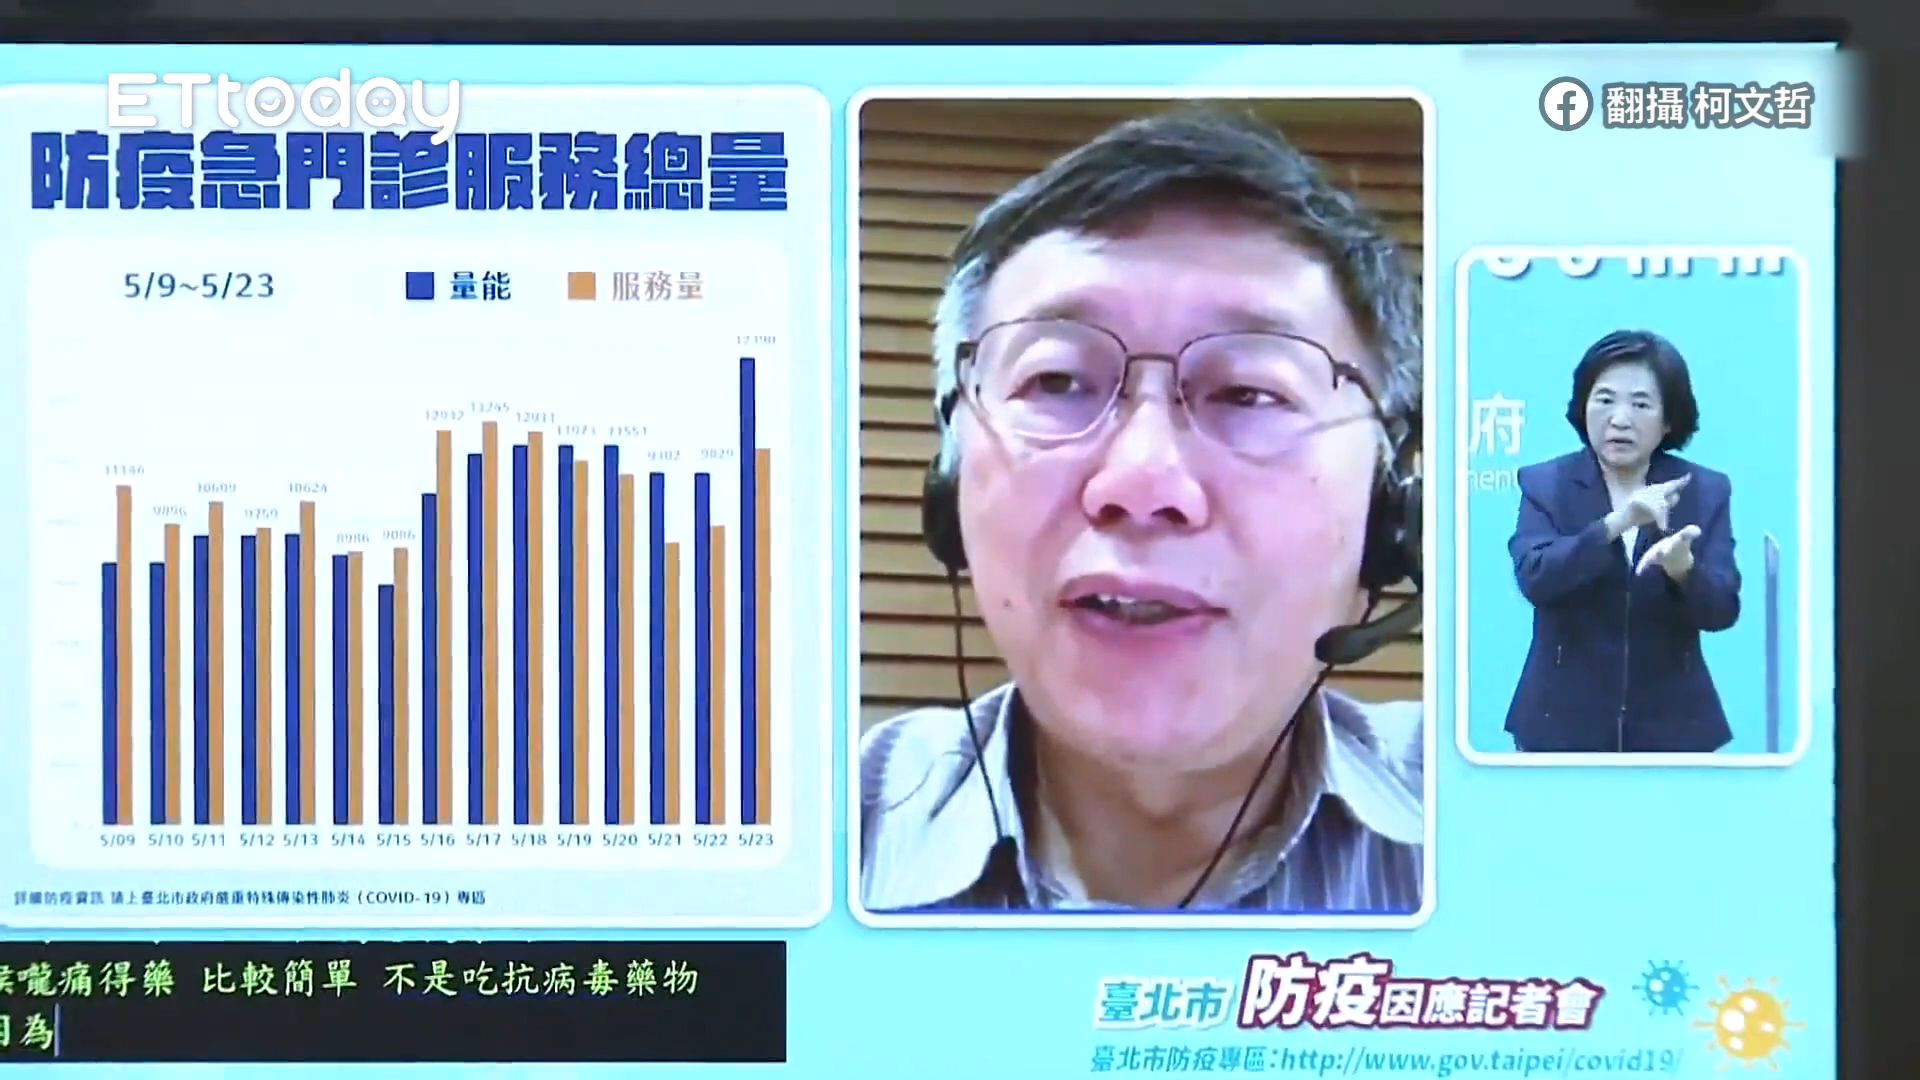 ETtoday
翻攝 柯文哲
防疫急門診服務總量
5/9~5/23
量能
服務量
12390
12932
13245
12931
11973
11551
9302
9829
11146
9896
10609
9759
10624
8986
9086
5/09 5/10 5/11 5/12 5/13 5/14 5/15 5/16 5/17 5/18 5/19 5/20 5/21 5/22 5/23
詳細防疫資訊 請上臺北市政府嚴重特殊傳染性肺炎（COVID-19）專區
府
喉嚨痛得藥 比較簡單 不是吃抗病毒藥物
因為
臺北市 防疫因應記者會
臺北市防疫專區:http://www.gov.taipei/covid19/